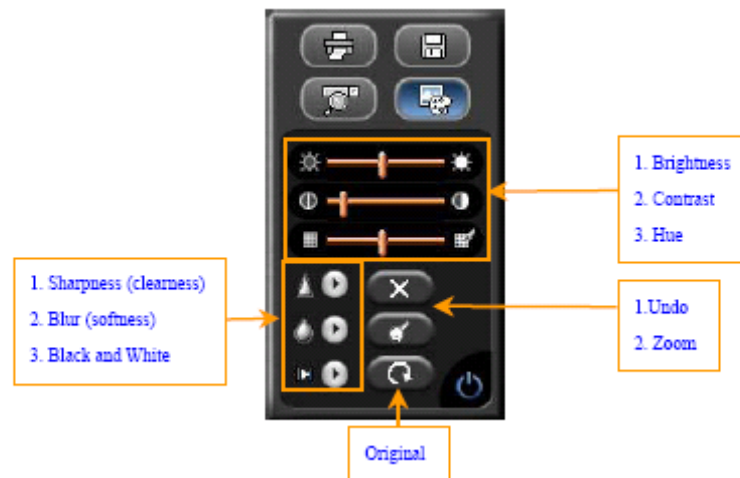 1. Brightness
2. Contrast
3. Hue
1. Sharpness (clearness)
2. Blur (softness)
3. Black and White
1.Undo
2. Zoom
Original